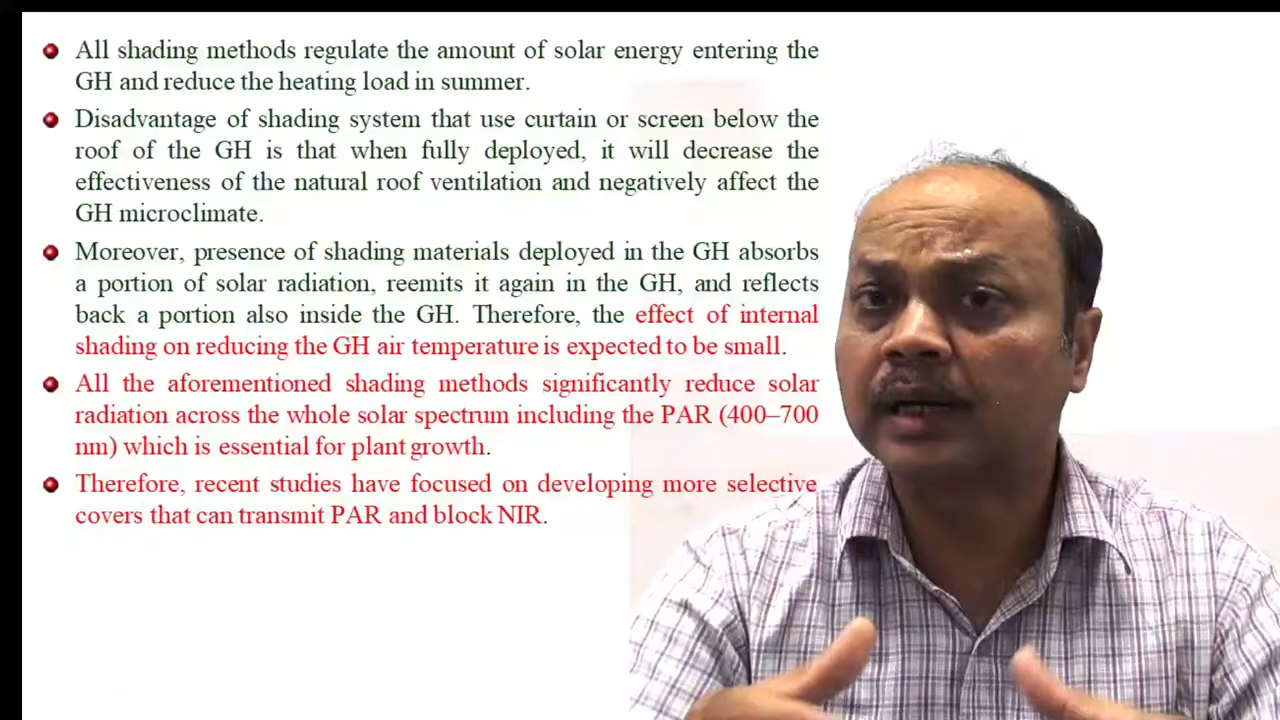 All shading methods regulate the amount of solar energy entering the
GH and reduce the heating load in summer.
Disadvantage of shading system that use curtain or screen below the
roof of the GH is that when fully deployed, it will decrease the
effectiveness of the natural roof ventilation and negatively affect the
GH microclimate.
Moreover, presence of shading materials deployed in the GH absorbs
a portion of solar radiation, reemits it again in the GH, and reflects
back a portion also inside the GH. Therefore, the effect of internal
shading on reducing the GH air temperature is expected to be small.
All the aforementioned shading methods significantly reduce solar
radiation across the whole solar spectrum including the PAR (400–700
nm) which is essential for plant growth.
Therefore, recent studies have focused on developing more selective
covers that can transmit PAR and block NIR.